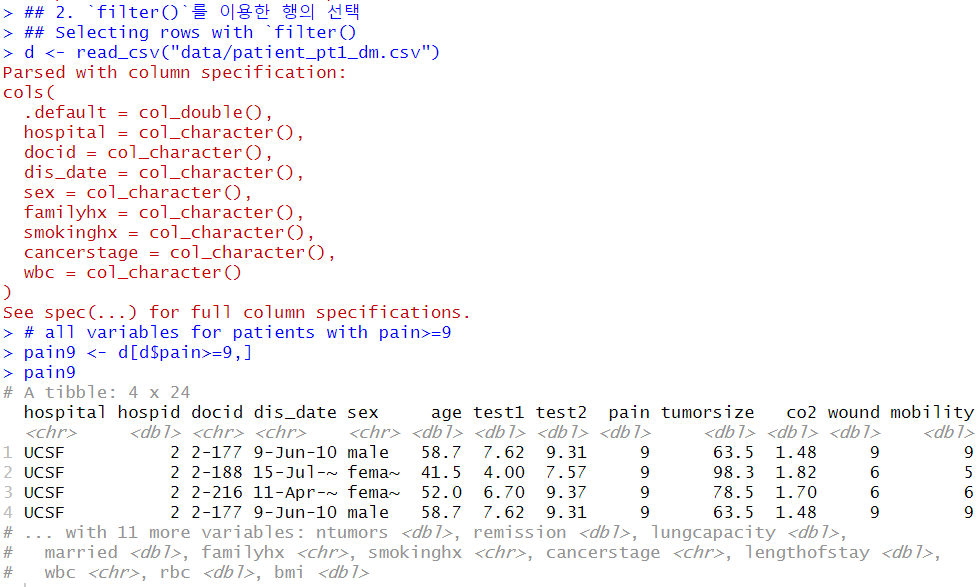 > ## 2. `filter()`를 이용한 행의 선택
> ## Selecting rows with `filter()
> d <- read_csv("data/patient_pt1_dm.csv")
Parsed with column specification:
cols(
  .default = col_double(),
  hospital = col_character(),
  docid = col_character(),
  dis_date = col_character(),
  sex = col_character(),
  familyhx = col_character(),
  smokinghx = col_character(),
  cancerstage = col_character(),
  wbc = col_character()
)
See spec(...) for full column specifications.
> # all variables for patients with pain>=9
> pain9 <- d[d$pain>=9,]
> pain9
# A tibble: 4 x 24
  hospital hospid docid dis_date sex     age test1 test2  pain tumorsize   co2 wound mobility
  <chr>     <dbl> <chr> <chr>    <chr> <dbl> <dbl> <dbl> <dbl>     <dbl> <dbl> <dbl>    <dbl>
1 UCSF          2 2-177 9-Jun-10 male   58.7  7.62  9.31     9      63.5  1.48     9        9
2 UCSF          2 2-188 15-Jul-~ fema~  41.5  4.00  7.57     9      98.3  1.82     6        5
3 UCSF          2 2-216 11-Apr-~ fema~  52.0  6.70  9.37     9      78.5  1.70     6        6
4 UCSF          2 2-177 9-Jun-10 male   58.7  7.62  9.31     9      63.5  1.48     9        9
# ... with 11 more variables: ntumors <dbl>, remission <dbl>, lungcapacity <dbl>,
#   married <dbl>, familyhx <chr>, smokinghx <chr>, cancerstage <chr>, lengthofstay <dbl>,
#   wbc <chr>, rbc <dbl>, bmi <dbl>